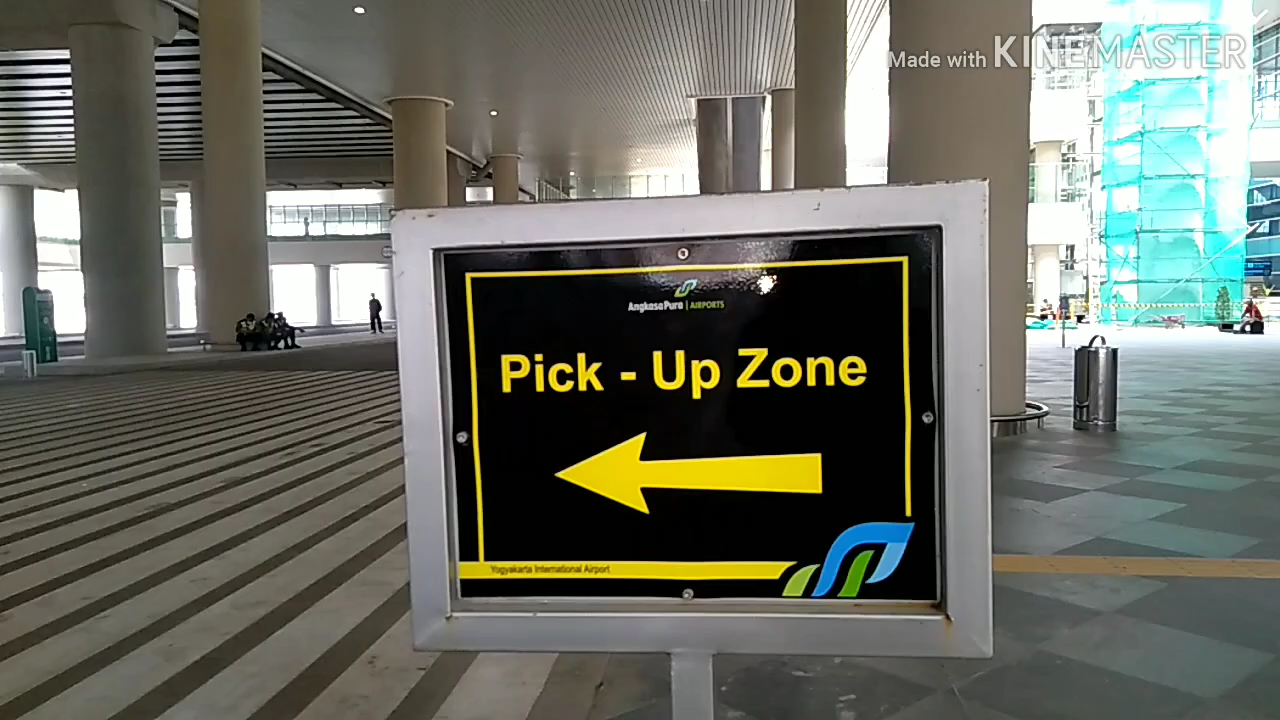 Made with KINEMASTER
AngkasaPura | AIRPORTS
Pick - Up Zone
Yogyakarta International Airport